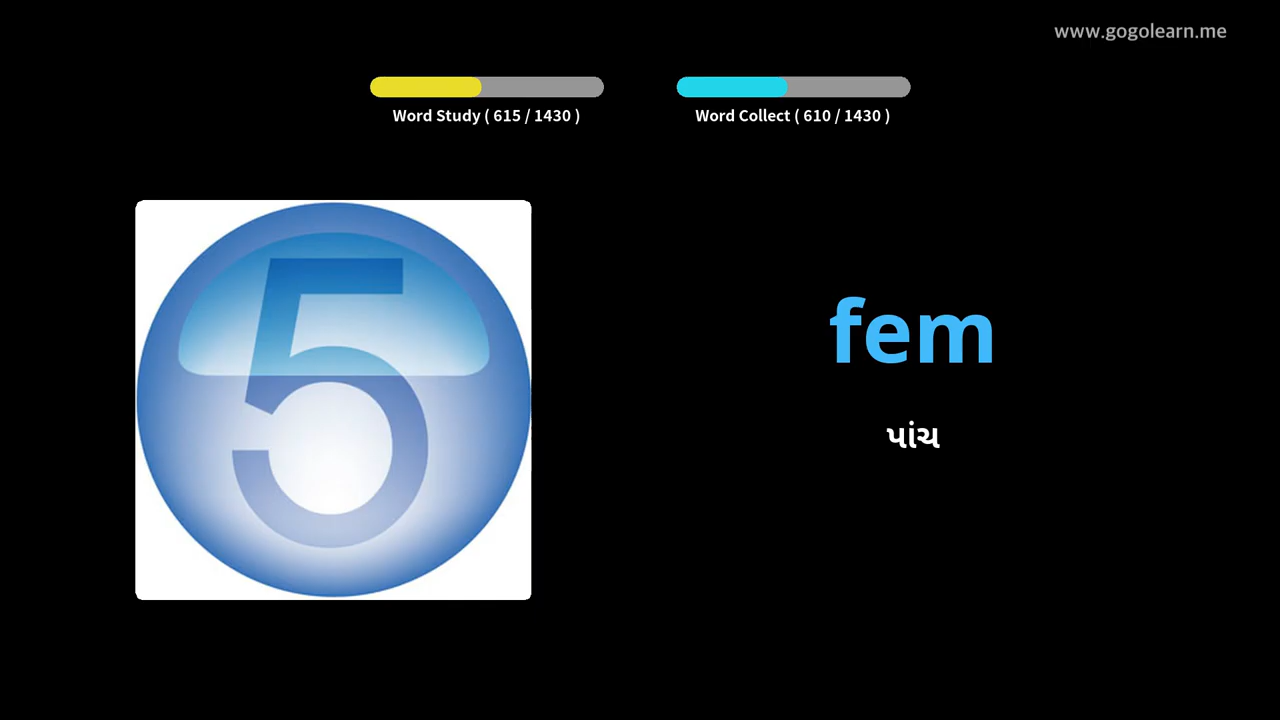 www.gogolearn.me
Word Study ( 615 / 1430 )
Word Collect ( 610 / 1430 )
5
fem
પાંચ